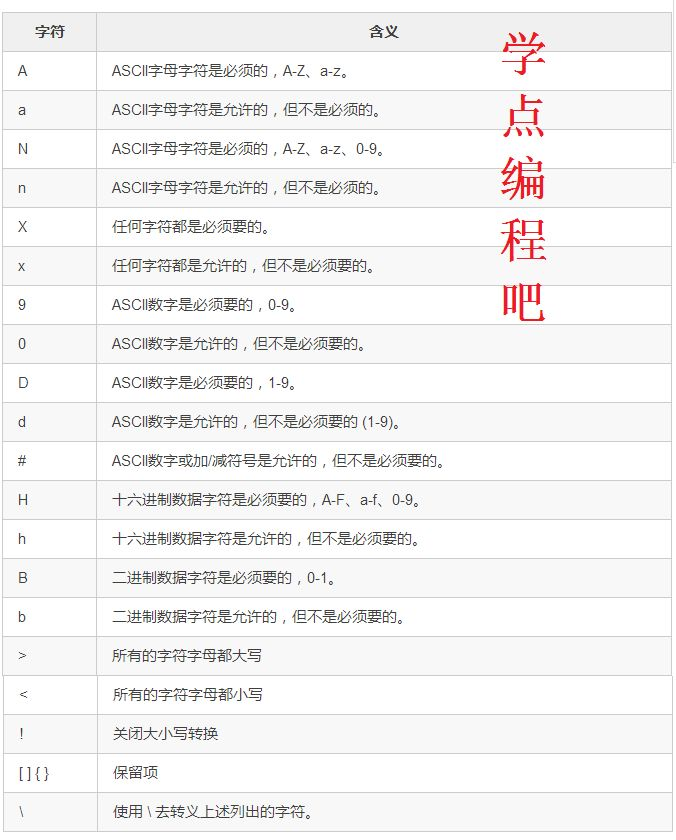 字符 含义
A ASCII字母字符是必须的，A-Z、a-z。
a ASCII字母字符是允许的，但不是必须的。
N ASCII字母字符是必须的，A-Z、a-z、0-9。
n ASCII字母字符是允许的，但不是必须的。
X 任何字符都是必须要的。
x 任何字符都是允许的，但不是必须要的。
9 ASCII数字是必须要的，0-9。
0 ASCII数字是允许的，但不是必须要的。
D ASCII数字是必须要的，1-9。
d ASCII数字是允许的，但不是必须要的 (1-9)。
# ASCII数字或加/减符号是允许的，但不是必须要的。
H 十六进制数据字符是必须要的，A-F、a-f、0-9。
h 十六进制数据字符是允许的，但不是必须要的。
B 二进制数据字符是必须要的，0-1。
b 二进制数据字符是允许的，但不是必须要的。
> 所有的字符字母都大写
< 所有的字符字母都小写
! 关闭大小写转换
[ ] { } 保留项
\ 使用 \ 去转义上述列出的字符。
学点编程吧